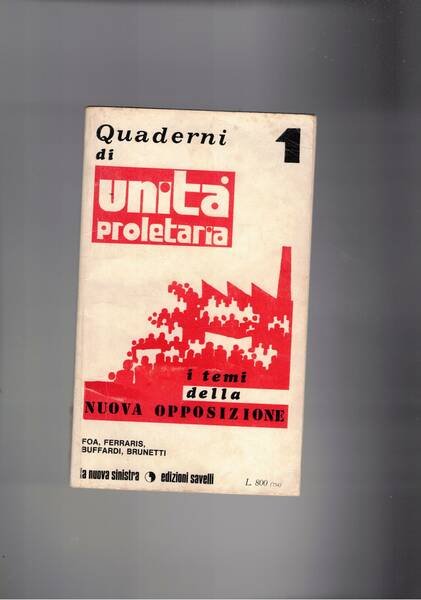 Quaderni 1
di
unità
proletaria
i temi
della
NUOVA OPPOSIZIONE
FOA, FERRARIS,
BUFFARDI, BRUNETTI
la nuova sinistra edizioni savelli
L. 800 (754)